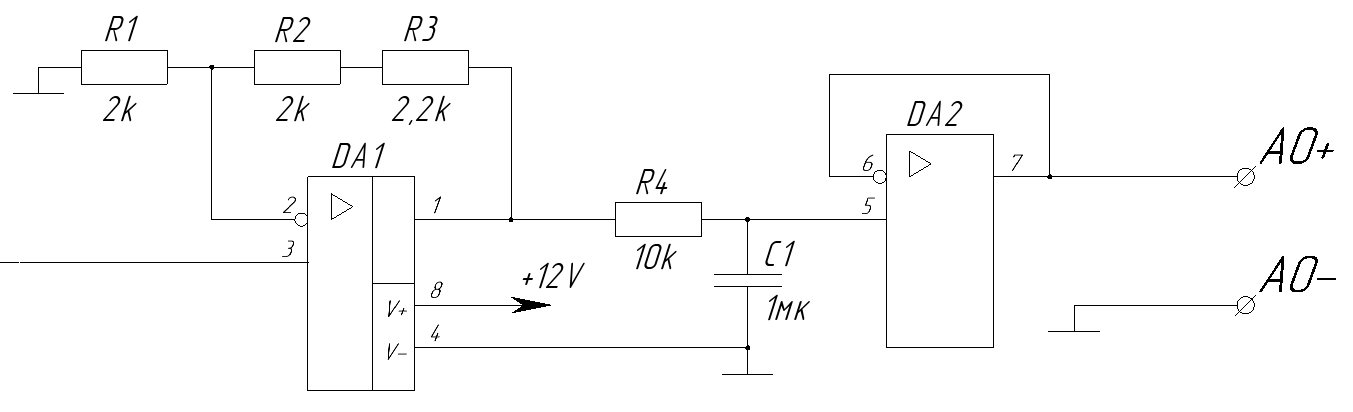 R1 R2 R3
2k 2k 2,2k
DA1
2 1
3
8 +12V
V+
4
V−
R4
10k
C1
1мк
DA2
6 7
5
AO+
AO−